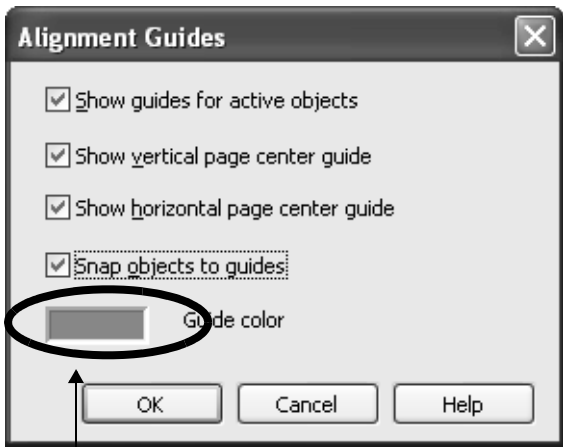 Alignment Guides
Show guides for active objects
Show vertical page center guide
Show horizontal page center guide
Snap objects to guides
Guide color
OK Cancel Help